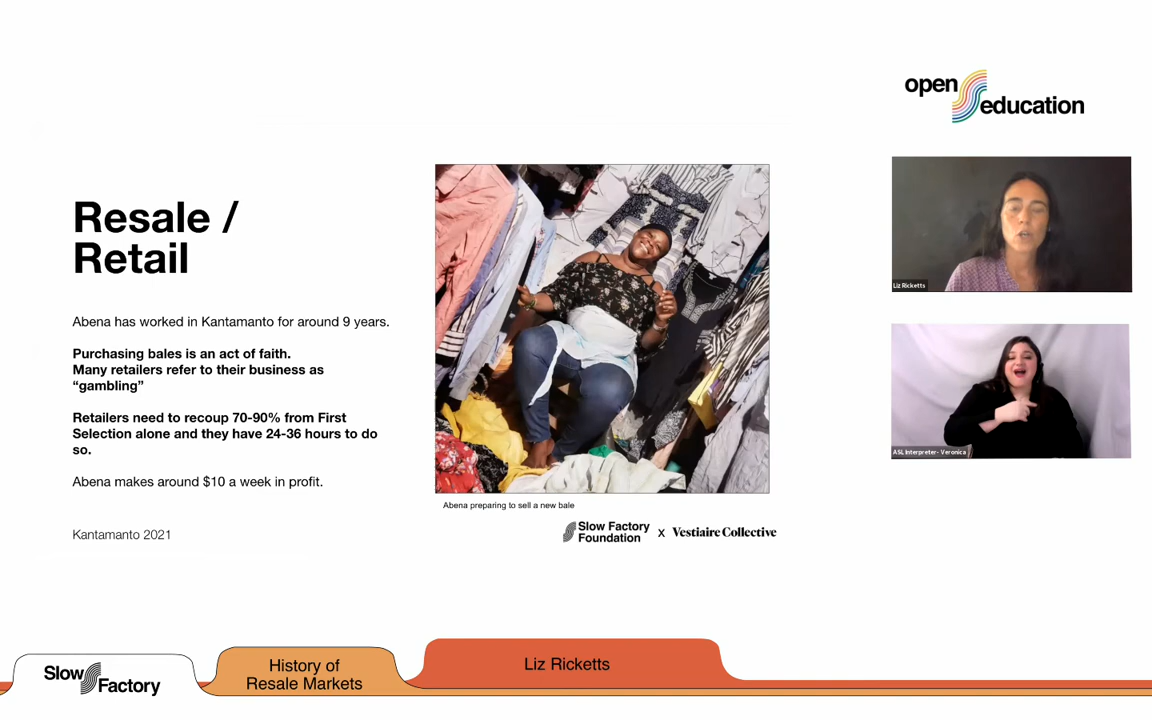 open
education
Resale /
Retail
Abena has worked in Kantamanto for around 9 years.
Purchasing bales is an act of faith.
Many retailers refer to their business as
“gambling”
Retailers need to recoup 70-90% from First
Selection alone and they have 24-36 hours to do
so.
Abena makes around $10 a week in profit.
Kantamanto 2021
Abena preparing to sell a new bale
Slow Factory
Foundation
x
Vestiaire Collective
Liz Ricketts
ASL Interpreter- Veronica
Slow
Factory
History of
Resale Markets
Liz Ricketts